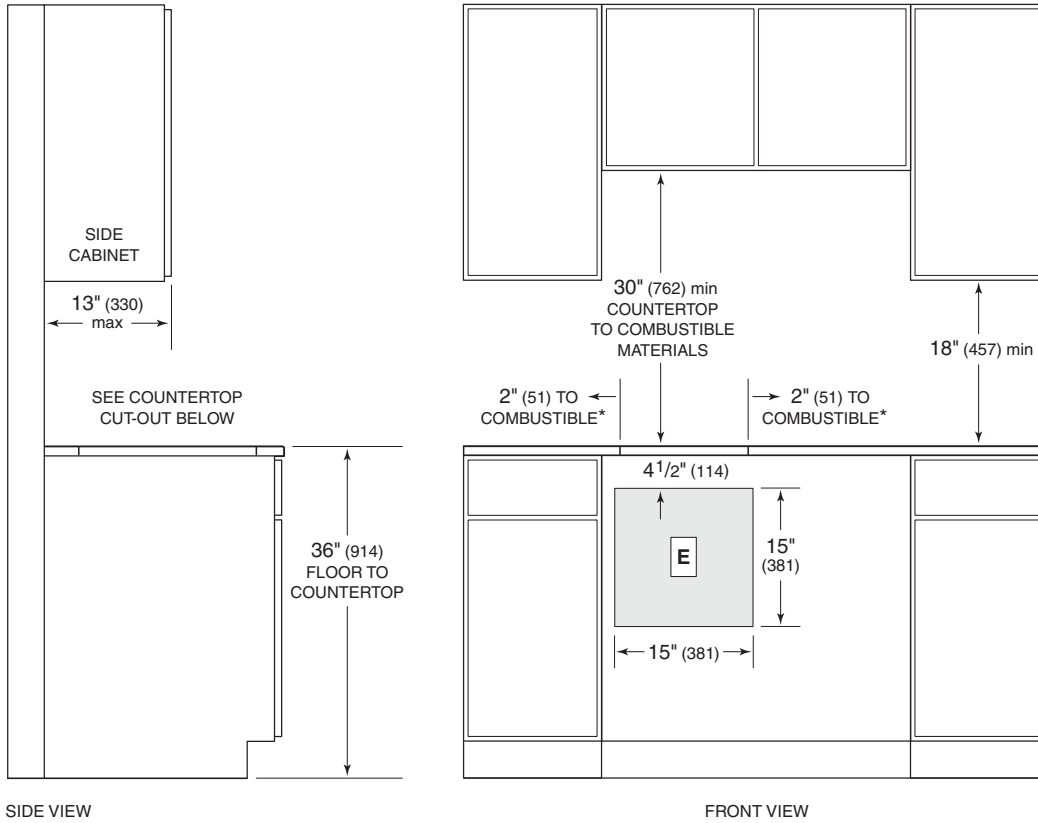 SIDE
CABINET
13" (330)
max
SEE COUNTERTOP
CUT-OUT BELOW
36" (914)
FLOOR TO
COUNTERTOP
SIDE VIEW
30" (762) min
COUNTERTOP
TO COMBUSTIBLE
MATERIALS
18" (457) min
2" (51) TO
COMBUSTIBLE*
2" (51) TO
COMBUSTIBLE*
4 1/2" (114)
E
15"
(381)
15" (381)
FRONT VIEW